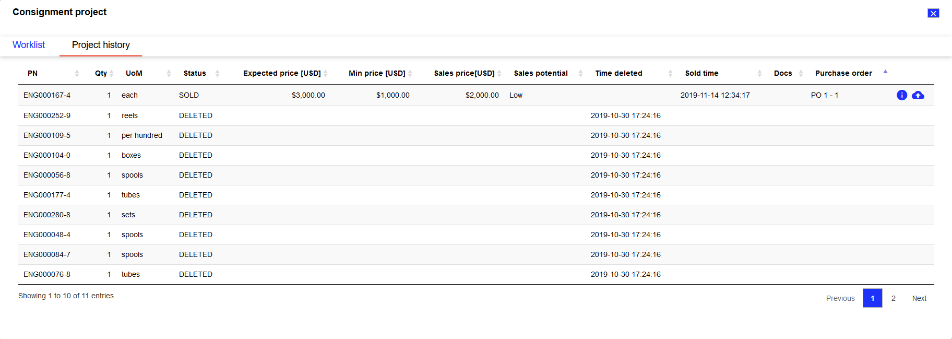 Consignment project
Worklist Project history
PN Qty UoM Status Expected price [USD] Min price [USD] Sales price[USD] Sales potential Time deleted Sold time Docs Purchase order
ENG000167-4 1 each SOLD $3,000.00 $1,000.00 $2,000.00 Low 2019-11-14 12:34:17 PO 1 - 1
ENG000252-9 1 reels DELETED 2019-10-30 17:24:16
ENG000109-5 1 per hundred DELETED 2019-10-30 17:24:16
ENG000104-0 1 boxes DELETED 2019-10-30 17:24:16
ENG000056-8 1 spools DELETED 2019-10-30 17:24:16
ENG000177-4 1 tubes DELETED 2019-10-30 17:24:16
ENG000280-8 1 sets DELETED 2019-10-30 17:24:16
ENG000048-4 1 spools DELETED 2019-10-30 17:24:16
ENG000084-7 1 spools DELETED 2019-10-30 17:24:16
ENG000076-8 1 tubes DELETED 2019-10-30 17:24:16
Showing 1 to 10 of 11 entries
Previous 1 2 Next